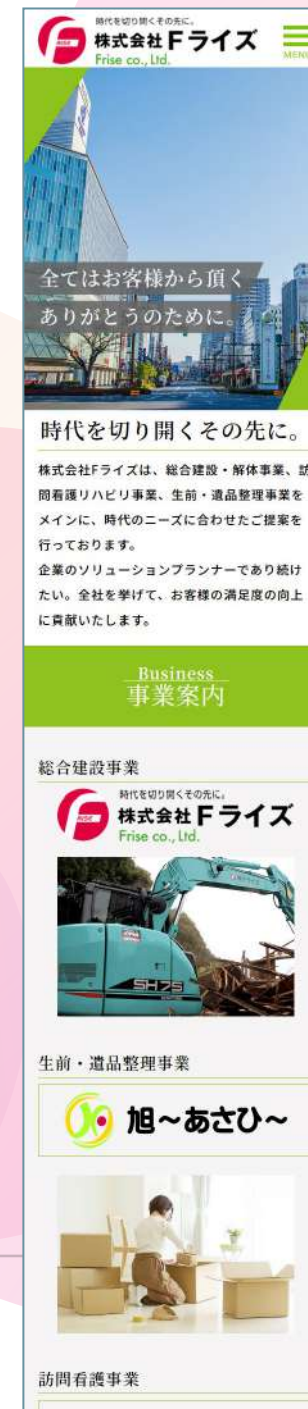 時代を切り開くその先に。
株式会社Fライズ
Frise co., Ltd.
RISE
MENU
全てはお客様から頂く
ありがとうのために。
時代を切り開くその先に。
株式会社Fライズは、総合建設・解体事業、訪
問看護リハビリ事業、生前・遺品整理事業を
メインに、時代のニーズに合わせたご提案を
行っております。
企業のソリューションプランナーであり続け
たい。全社を挙げて、お客様の満足度の向上
に貢献いたします。
Business
事業案内
総合建設事業
時代を切り開くその先に。
株式会社Fライズ
Frise co., Ltd.
RISE
SH75
生前・遺品整理事業
旭~あさひ~
訪問看護事業